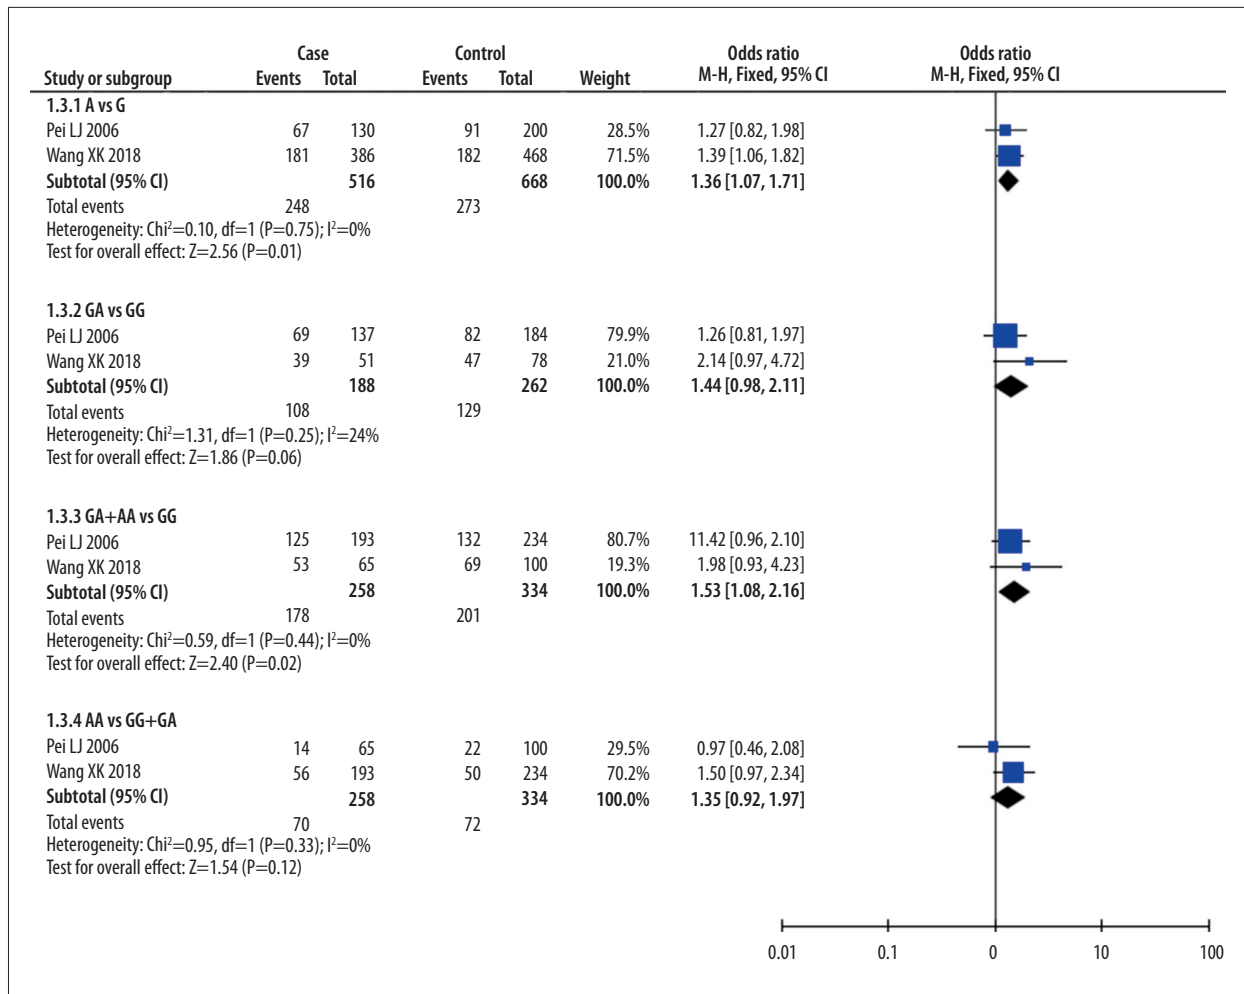 Case Control Odds ratio Odds ratio
Study or subgroup Events Total Events Total Weight M-H, Fixed, 95% CI M-H, Fixed, 95% CI
1.3.1 A vs G
Pei LJ 2006 67 130 91 200 28.5% 1.27 [0.82, 1.98]
Wang XK 2018 181 386 182 468 71.5% 1.39 [1.06, 1.82]
Subtotal (95% CI) 516 668 100.0% 1.36 [1.07, 1.71]
Total events 248 273
Heterogeneity: Chi²=0.10, df=1 (P=0.75); I²=0%
Test for overall effect: Z=2.56 (P=0.01)
1.3.2 GA vs GG
Pei LJ 2006 69 137 82 184 79.9% 1.26 [0.81, 1.97]
Wang XK 2018 39 51 47 78 21.0% 2.14 [0.97, 4.72]
Subtotal (95% CI) 188 262 100.0% 1.44 [0.98, 2.11]
Total events 108 129
Heterogeneity: Chi²=1.31, df=1 (P=0.25); I²=24%
Test for overall effect: Z=1.86 (P=0.06)
1.3.3 GA+AA vs GG
Pei LJ 2006 125 193 132 234 80.7% 11.42 [0.96, 2.10]
Wang XK 2018 53 65 69 100 19.3% 1.98 [0.93, 4.23]
Subtotal (95% CI) 258 334 100.0% 1.53 [1.08, 2.16]
Total events 178 201
Heterogeneity: Chi²=0.59, df=1 (P=0.44); I²=0%
Test for overall effect: Z=2.40 (P=0.02)
1.3.4 AA vs GG+GA
Pei LJ 2006 14 65 22 100 29.5% 0.97 [0.46, 2.08]
Wang XK 2018 56 193 50 234 70.2% 1.50 [0.97, 2.34]
Subtotal (95% CI) 258 334 100.0% 1.35 [0.92, 1.97]
Total events 70 72
Heterogeneity: Chi²=0.95, df=1 (P=0.33); I²=0%
Test for overall effect: Z=1.54 (P=0.12)
0.01 0.1 0 10 100